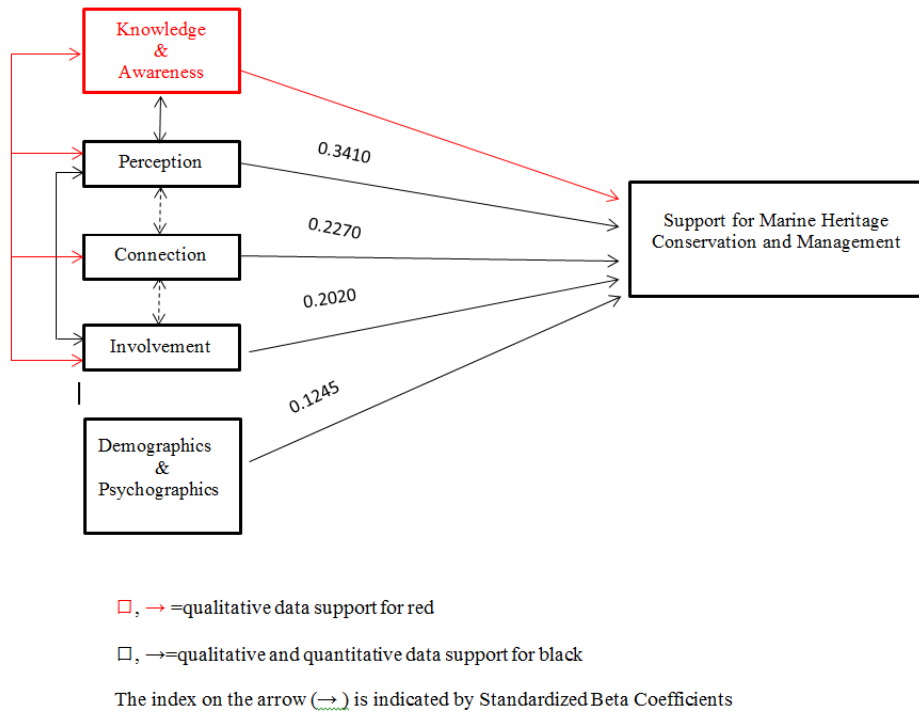 Knowledge
&
Awareness
Perception
0.3410
Support for Marine Heritage
Conservation and Management
0.2270
Connection
0.2020
Involvement
0.1245
Demographics
&
Psychographics
□, → =qualitative data support for red
□, →=qualitative and quantitative data support for black
The index on the arrow (→ ) is indicated by Standardized Beta Coefficients